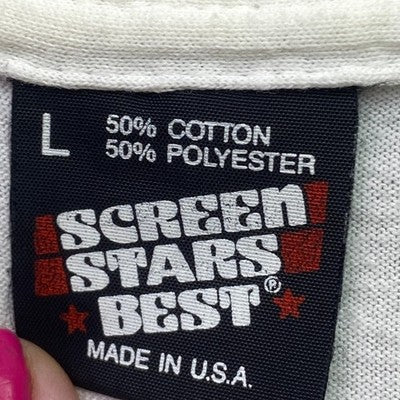 L
50% COTTON
50% POLYESTER
SCREEN
STARS
BEST®
MADE IN U.S.A.